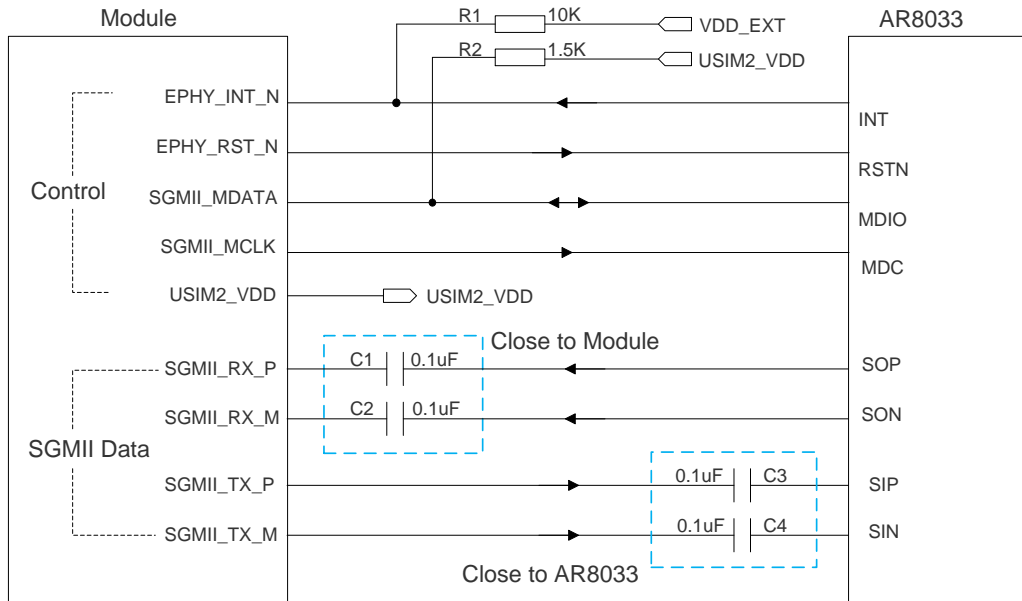 Module
R1 10K VDD_EXT
AR8033
R2 1.5K USIM2_VDD
EPHY_INT_N
INT
EPHY_RST_N
RSTN
Control
SGMII_MDATA
MDIO
SGMII_MCLK
MDC
USIM2_VDD USIM2_VDD
Close to Module
SGMII_RX_P C1 0.1uF SOP
SGMII_RX_M C2 0.1uF SON
SGMII Data
SGMII_TX_P 0.1uF C3 SIP
SGMII_TX_M 0.1uF C4 SIN
Close to AR8033